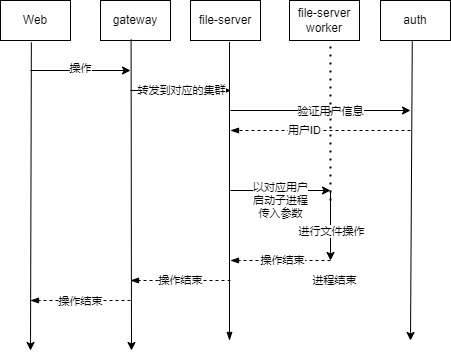 Web
gateway
file-server
file-server
worker
auth
操作
转发到对应的集群
验证用户信息
用户ID
以对应用户
启动子进程
传入参数
进行文件操作
操作结束
操作结束
进程结束
操作结束